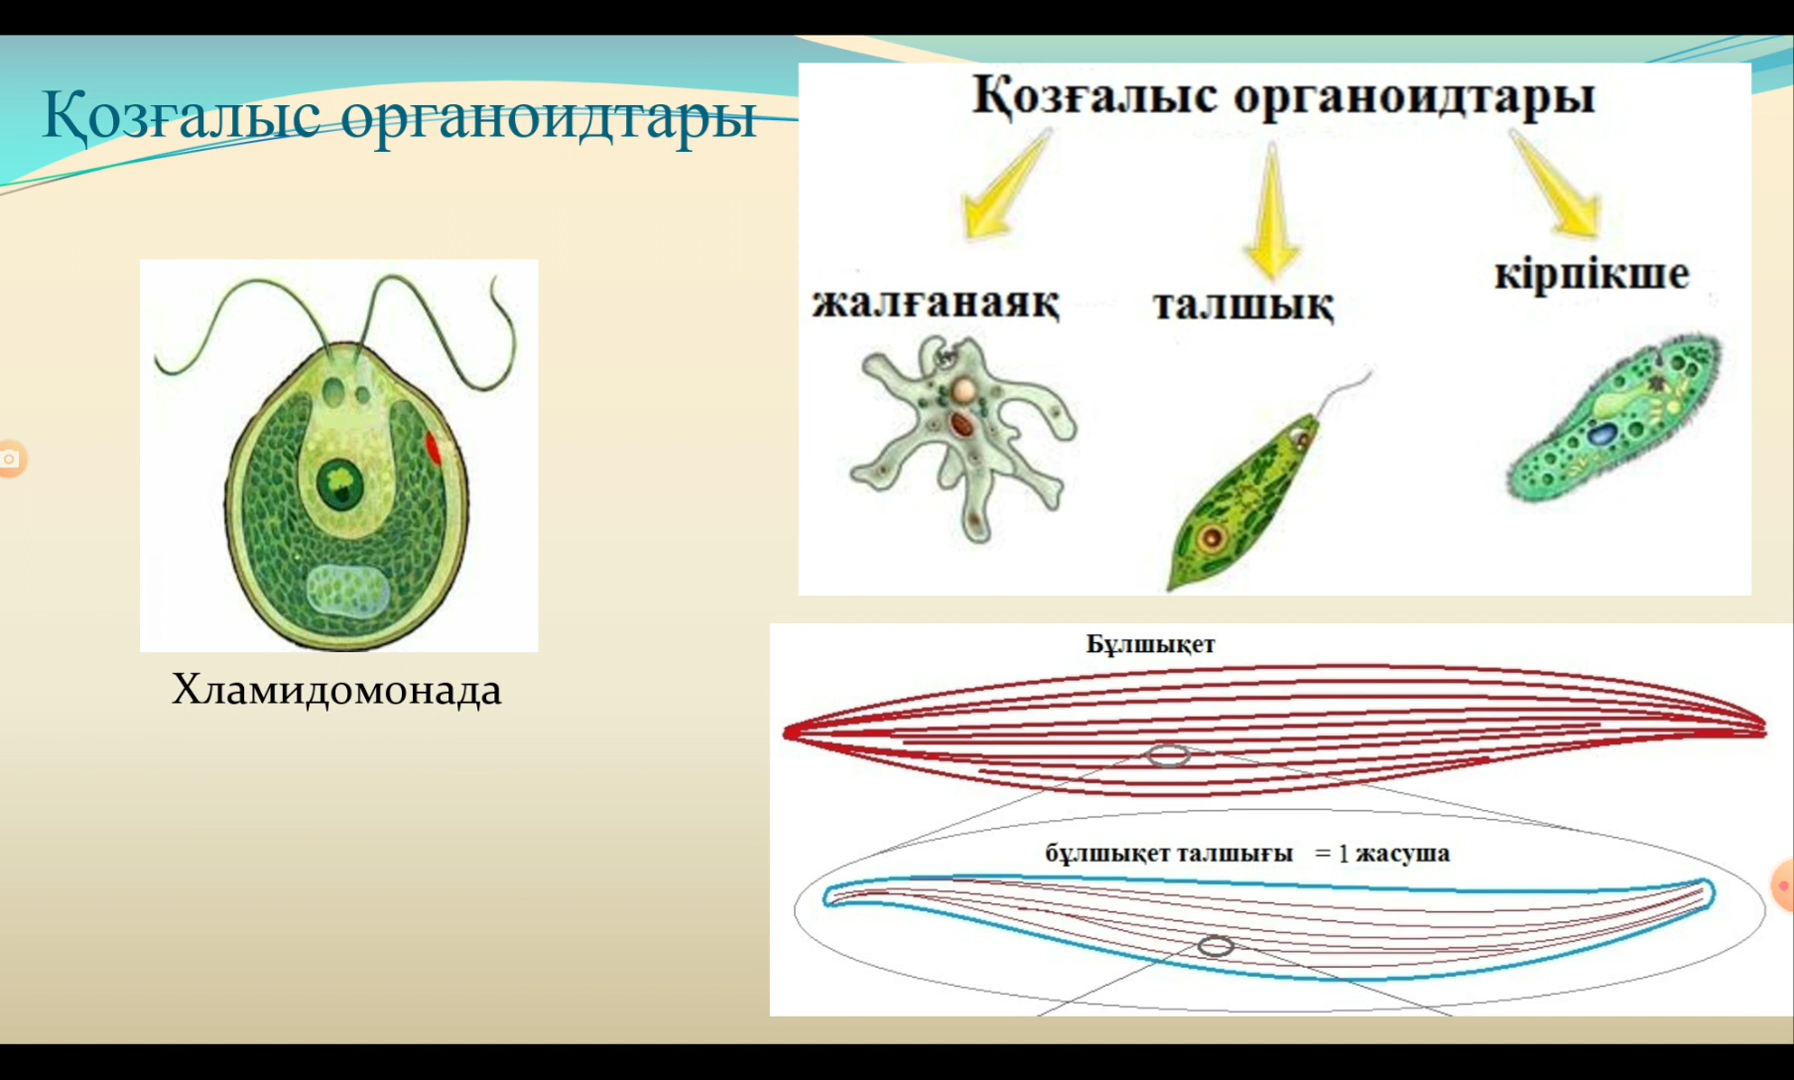 Қозғалыс органоидтары
Хламидомонада
Қозғалыс органоидтары
жалғанаяқ
талшық
кірпікше
Бұлшықет
бұлшықет талшығы = 1 жасуша